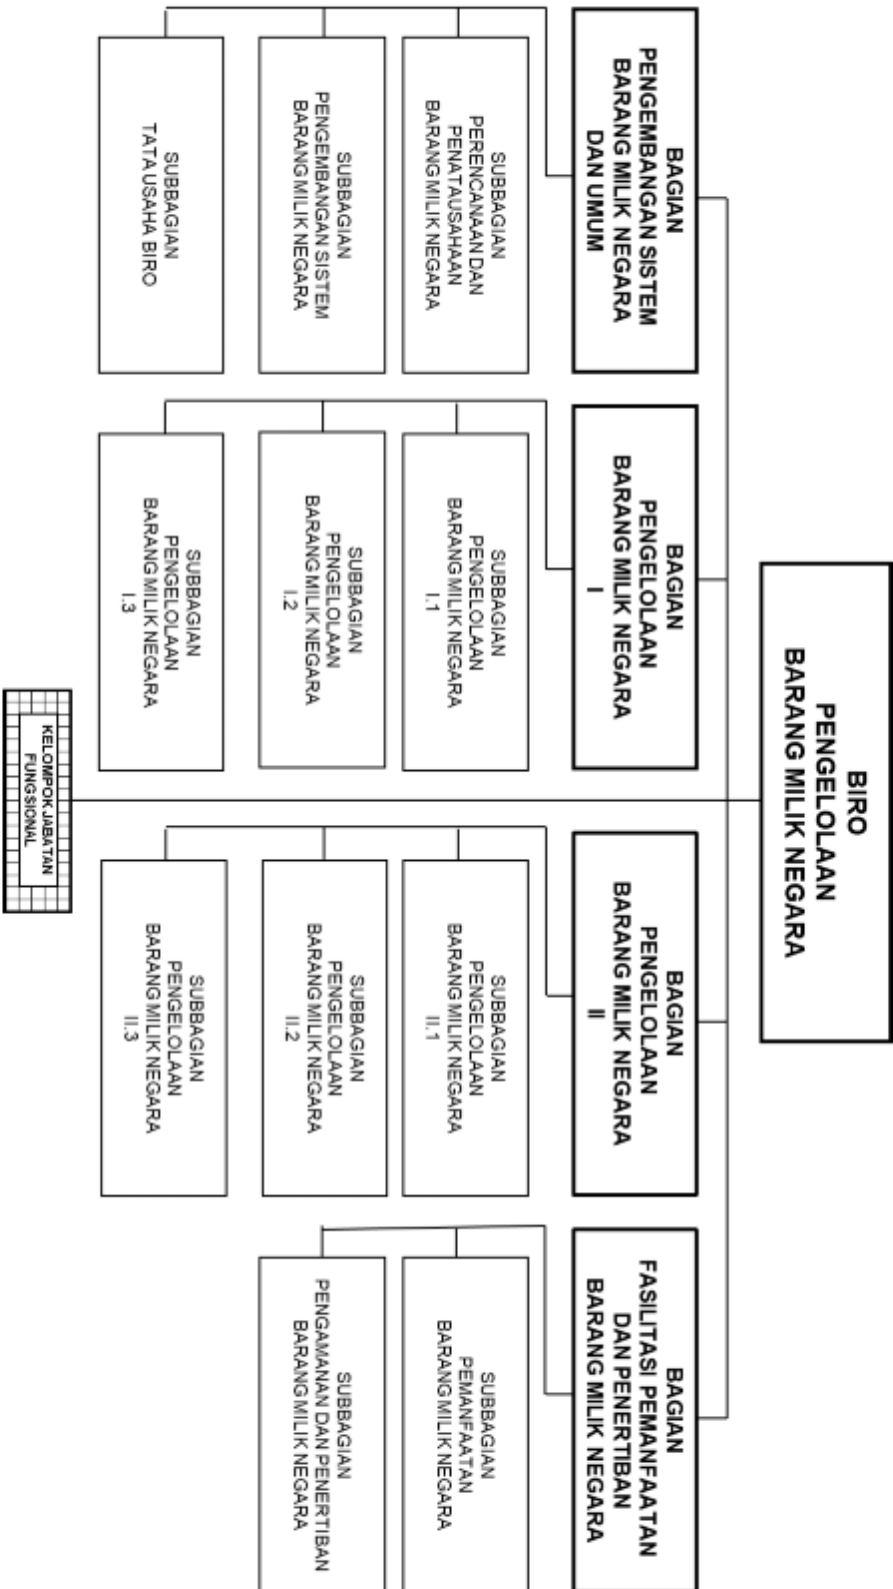 BIRO
PENGELOLAAN
BARANG MILIK NEGARA
BAGIAN
PENGEMBANGAN SISTEM
BARANG MILIK NEGARA
DAN UMUM
BAGIAN
PENGELOLAAN
BARANG MILIK NEGARA
I
BAGIAN
PENGELOLAAN
BARANG MILIK NEGARA
II
BAGIAN
FASILITASI PEMANFAATAN
DAN PENERTIBAN
BARANG MILIK NEGARA
SUBBAGIAN
PERENCANAAN DAN
PENATAUSAHAAN
BARANG MILIK NEGARA
SUBBAGIAN
PENGELOLAAN
BARANG MILIK NEGARA
I.1
SUBBAGIAN
PENGELOLAAN
BARANG MILIK NEGARA
II.1
SUBBAGIAN
PEMANFAATAN
BARANG MILIK NEGARA
SUBBAGIAN
PENGEMBANGAN SISTEM
BARANG MILIK NEGARA
SUBBAGIAN
PENGELOLAAN
BARANG MILIK NEGARA
I.2
SUBBAGIAN
PENGELOLAAN
BARANG MILIK NEGARA
II.2
SUBBAGIAN
PENGAMANAN DAN PENERTIBAN
BARANG MILIK NEGARA
SUBBAGIAN
TATA USAHA BIRO
SUBBAGIAN
PENGELOLAAN
BARANG MILIK NEGARA
I.3
SUBBAGIAN
PENGELOLAAN
BARANG MILIK NEGARA
II.3
KELOMPOK JABATAN
FUNGSIONAL